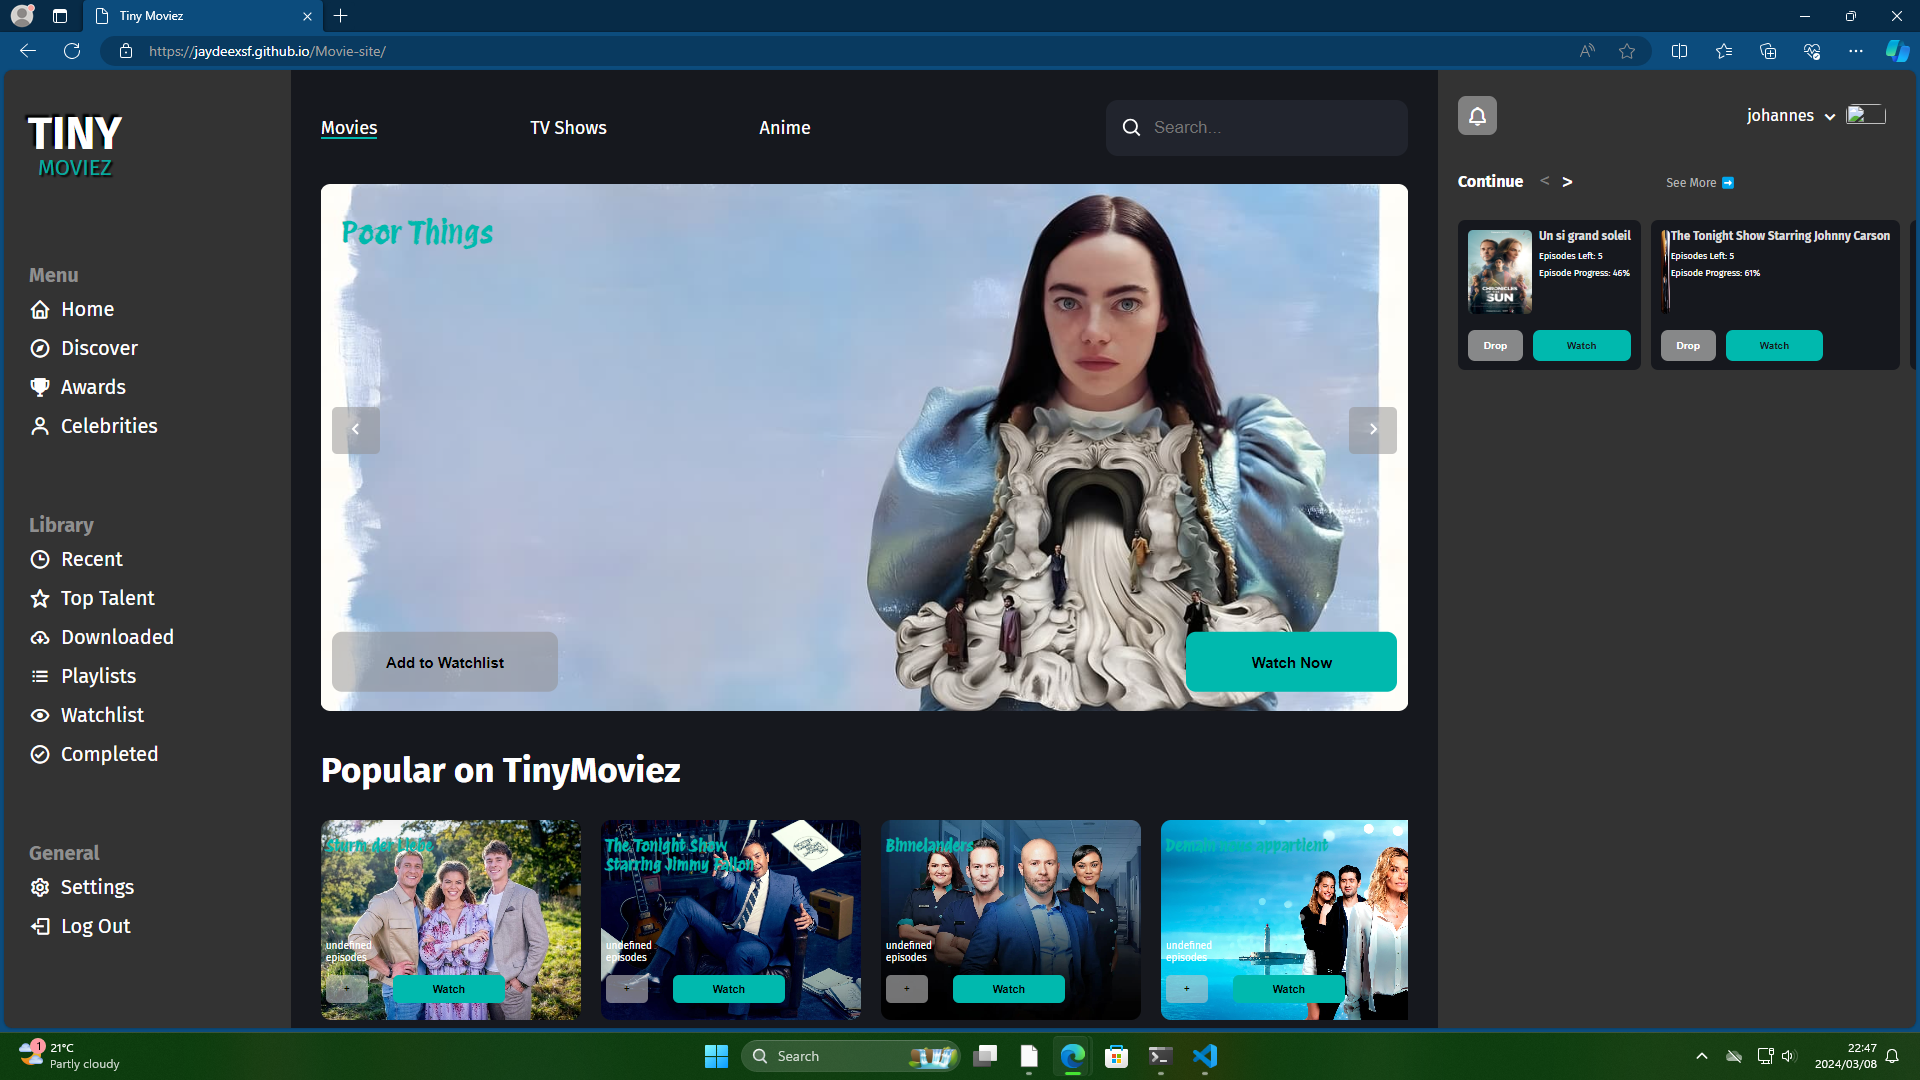 Tiny Moviez
https://jaydeexsf.github.io/Movie-site/
TINY
MOVIEZ
Menu
Home
Discover
Awards
Celebrities
Library
Recent
Top Talent
Downloaded
Playlists
Watchlist
Completed
General
Settings
Log Out
Movies
TV Shows
Anime
Search...
Poor Things
Add to Watchlist
Watch Now
Popular on TinyMoviez
Sturm der Liebe
undefined
episodes
+
Watch
The Tonight Show
Starring Jimmy Fallon
undefined
episodes
+
Watch
Binnelanders
undefined
episodes
+
Watch
Demain nous appartient
undefined
episodes
+
Watch
johannes
Continue < >
See More
Un si grand soleil
Episodes Left: 5
Episode Progress: 46%
CHRONICLES
OF THE
SUN
Drop
Watch
The Tonight Show Starring Johnny Carson
Episodes Left: 5
Episode Progress: 61%
Drop
Watch
1
21°C
Partly cloudy
Search
22:47
2024/03/08